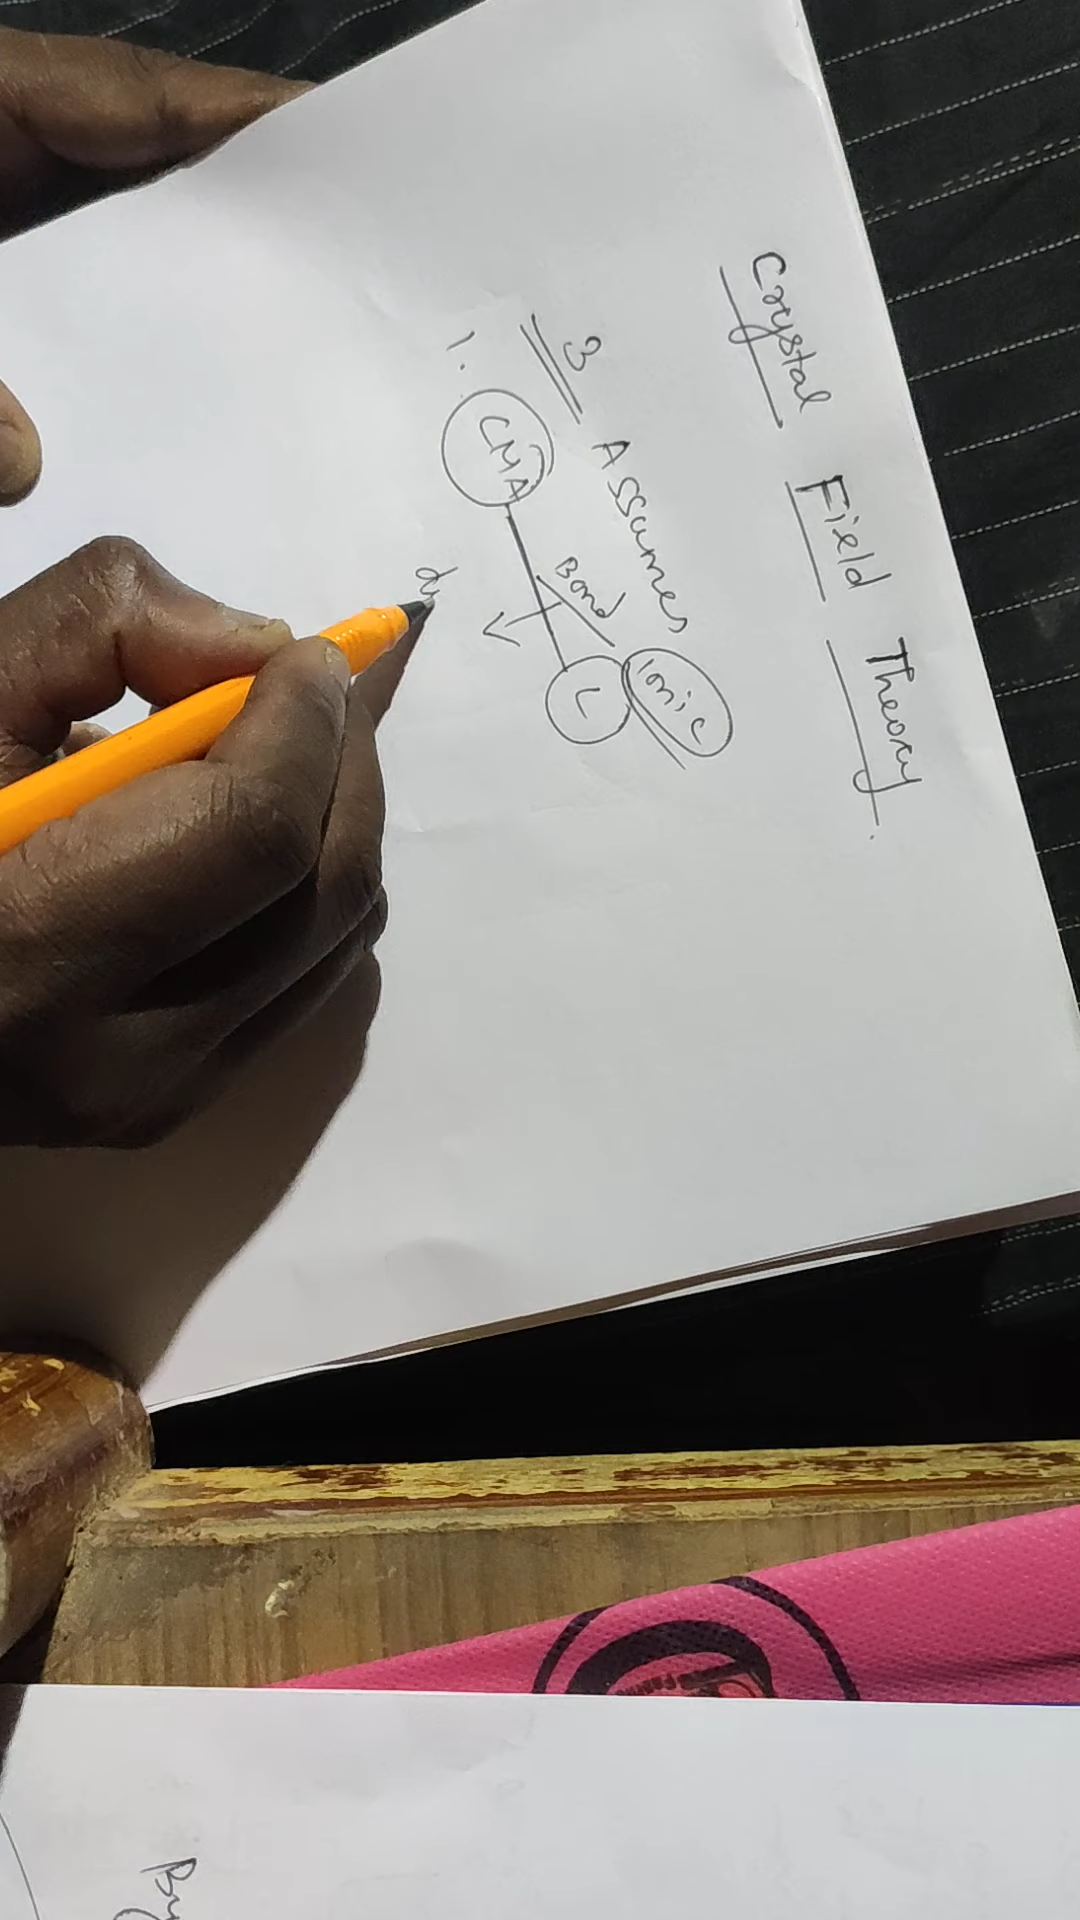 Crystal Field Theory.
3 Assumes
Bond Ionic
1. CMA L